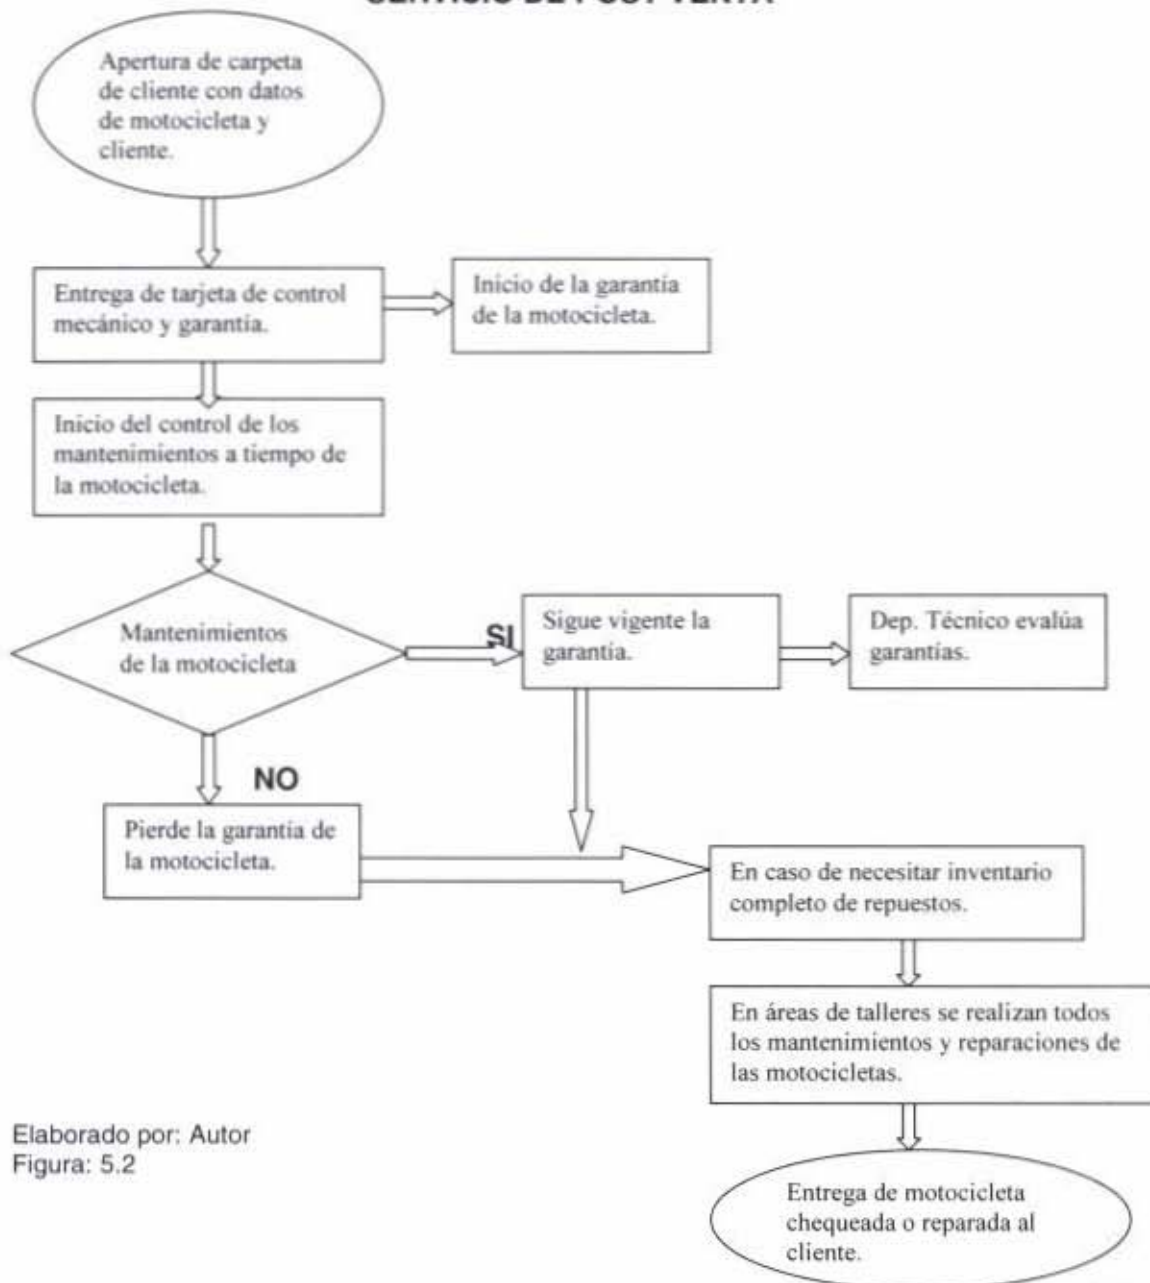 Apertura de carpeta
de cliente con datos
de motocicleta y
cliente.
Entrega de tarjeta de control
mecánico y garantía.
Inicio de la garantía
de la motocicleta.
Inicio del control de los
mantenimientos a tiempo de
la motocicleta.
Mantenimientos
de la motocicleta
SI
Sigue vigente la
garantía.
Dep. Técnico evalúa
garantías.
NO
Pierde la garantía de
la motocicleta.
En caso de necesitar inventario
completo de repuestos.
En áreas de talleres se realizan todos
los mantenimientos y reparaciones de
las motocicletas.
Elaborado por: Autor
Figura: 5.2
Entrega de motocicleta
chequeada o reparada al
cliente.